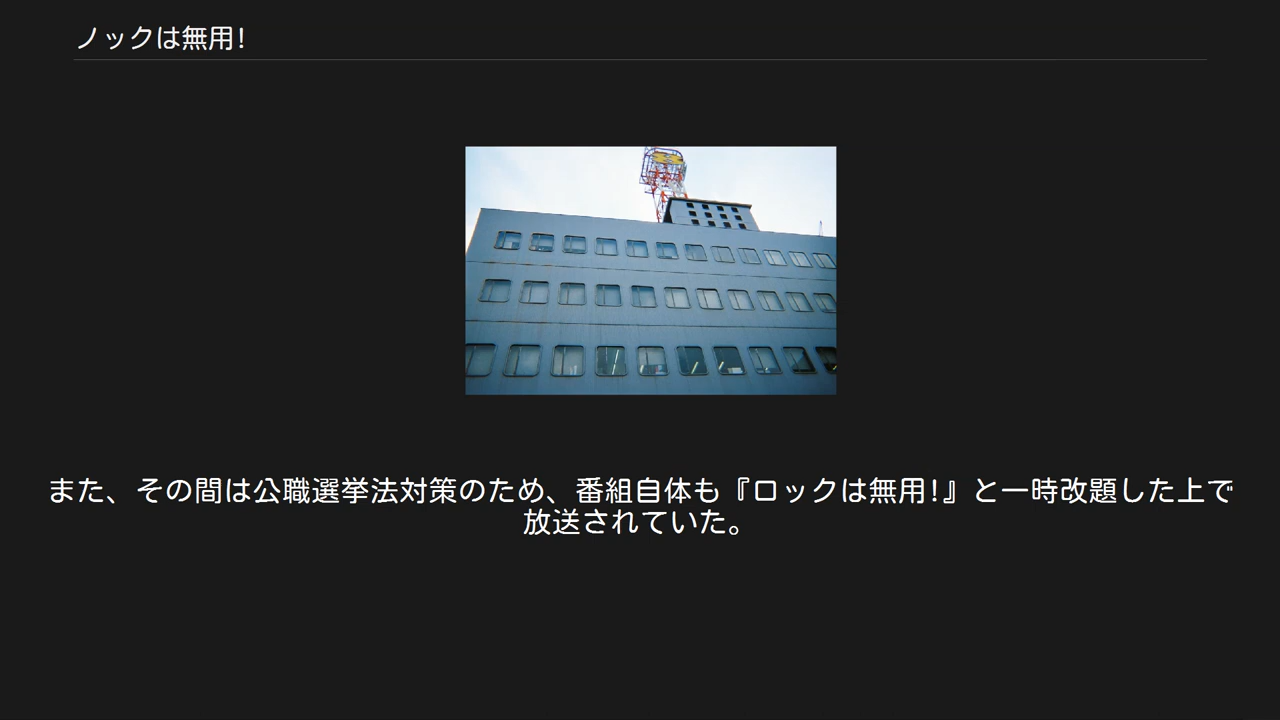 ノックは無用!
また、その間は公職選挙法対策のため、番組自体も『ロックは無用!』と一時改題した上で
放送されていた。